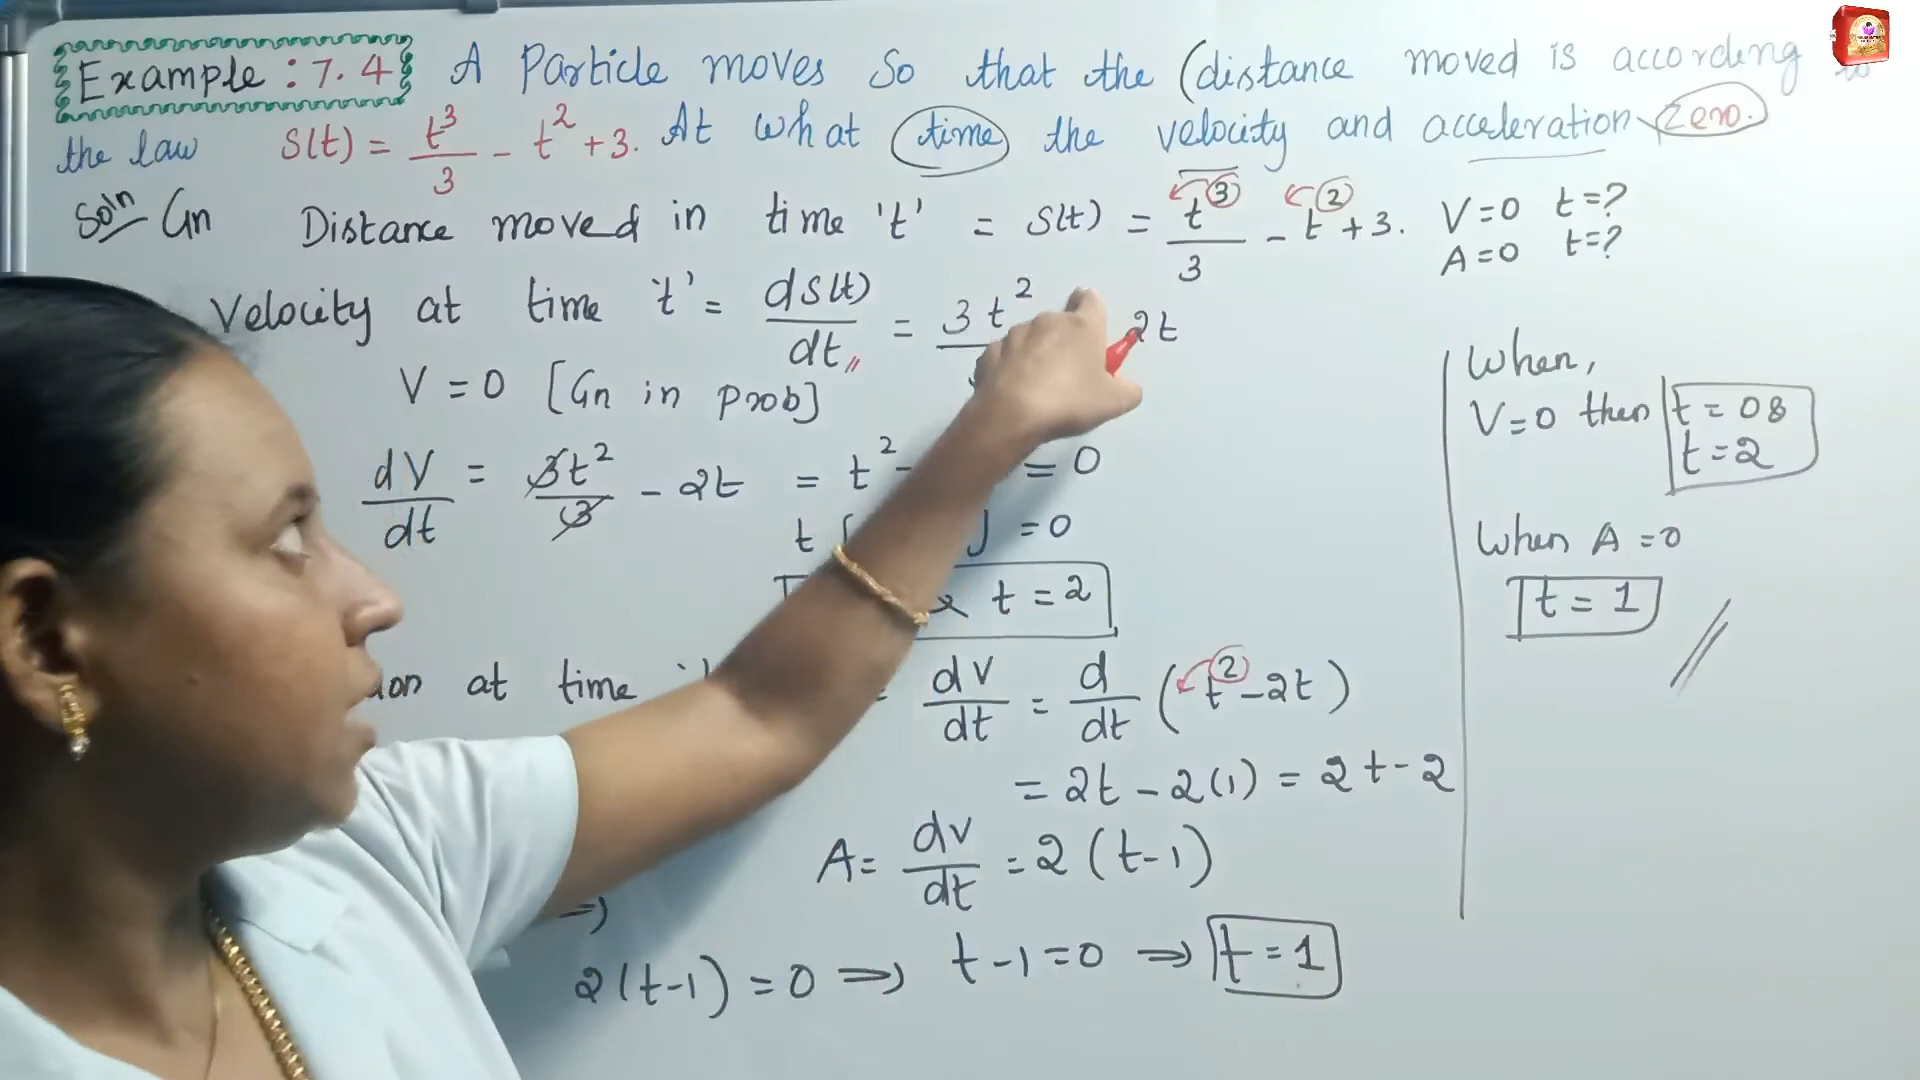 Example : 7.4 A Particle moves So that the (distance moved is according to
the law S(t) = t³/3 - t² + 3. At what time the velocity and acceleration zero.
Soln Gn Distance moved in time 't' = S(t) = t³/3 - t² + 3.
V = 0 t = ?
A = 0 t = ?
Velocity at time 't' = dS(t)/dt = 3t² 2t
V = 0 [Gn in prob]
dV/dt = 3t²/3 - 2t = t² - = 0
t = 0
t = 2
at time = dV/dt = d/dt (t² - 2t)
= 2t - 2(1) = 2t - 2
A = dv/dt = 2(t-1)
⇒
2(t-1) = 0 ⇒ t-1 = 0 ⇒ t = 1
When,
V = 0 then t = 0
t = 2
When A = 0
t = 1